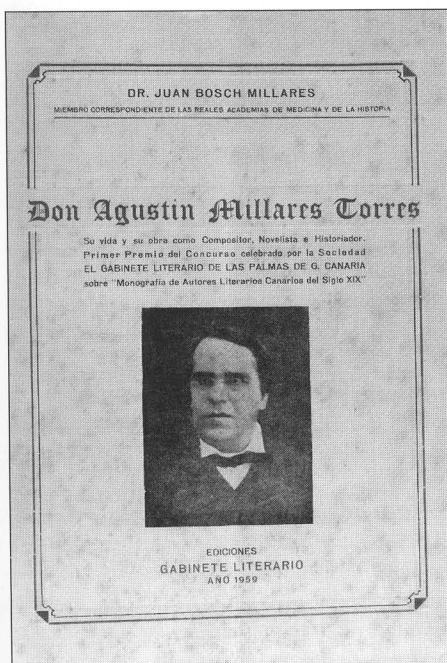 DR. JUAN BOSCH MILLARES
MIEMBRO CORRESPONDIENTE DE LAS REALES ACADEMIAS DE MEDICINA Y DE LA HISTORIA
Don Agustin Millares Torres
Su vida y su obra como Compositor, Novelista e Historiador.
Primer Premio del Concurso celebrado por la Sociedad
EL GABINETE LITERARIO DE LAS PALMAS DE G. CANARIA
sobre "Monografía de Autores Literarios Canarios del Siglo XIX"
EDICIONES
GABINETE LITERARIO
AÑO 1959